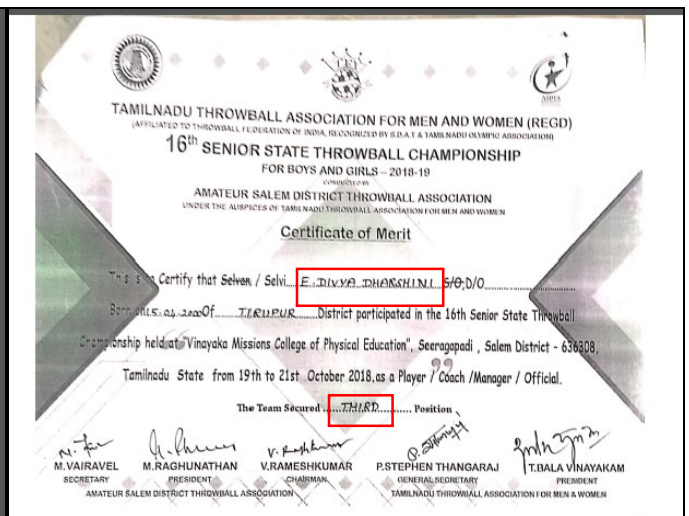 TAMILNADU THROWBALL ASSOCIATION FOR MEN AND WOMEN (REGD)
(AFFILIATED TO THROWBALL FEDERATION OF INDIA, RECOGNIZED BY S.D.A.T & TAMILNADU OLYMPIC ASSOCIATION)
16th SENIOR STATE THROWBALL CHAMPIONSHIP
FOR BOYS AND GIRLS – 2018-19
CONDUCTED BY
AMATEUR SALEM DISTRICT THROWBALL ASSOCIATION
UNDER THE AUSPICES OF TAMILNADU THROWBALL ASSOCIATION FOR MEN AND WOMEN
Certificate of Merit
This is to Certify that Selvan / Selvi....E. DIVYA DHARSHINI..S/O,D/O
Born on 2000 Of ....TIRUPUR......District participated in the 16th Senior State Throwball
Championship held at "Vinayaka Missions College of Physical Education", Seeragapadi , Salem District - 636308,
Tamilnadu State from 19th to 21st October 2018,as a Player / Coach /Manager / Official.
The Team Secured ......THIRD...... Position
M.VAIRAVEL M.RAGHUNATHAN V.RAMESHKUMAR P.STEPHEN THANGARAJ T.BALA VINAYAKAM
SECRETARY PRESIDENT CHAIRMAN GENERAL SECRETARY PRESIDENT
AMATEUR SALEM DISTRICT THROWBALL ASSOCIATION TAMILNADU THROWBALL ASSOCIATION FOR MEN & WOMEN